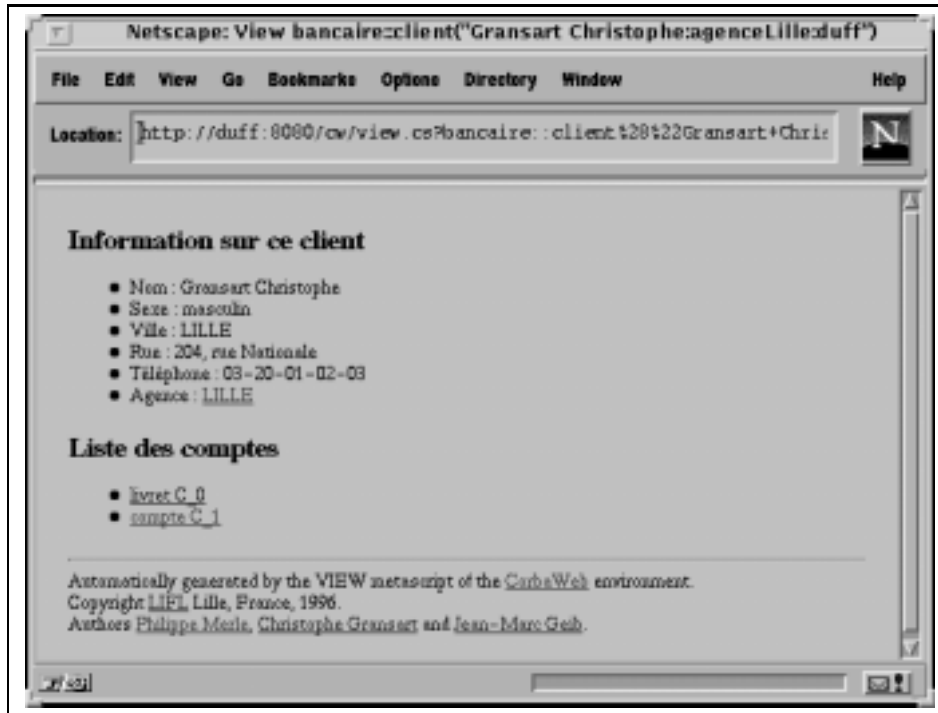 Netscape: View bancaire::client("Gransart Christophe:agenceLille:duff")
File Edit View Go Bookmarks Options Directory Window Help
Location: http://duff:8080/cw/view.cs?bancaire::client%28%22Gransart+Chris
N
Information sur ce client
Nom : Gransart Christophe
Sexe : masculin
Ville : LILLE
Rue : 204, rue Nationale
Téléphone : 03-20-01-02-03
Agence : LILLE
Liste des comptes
livret C_0
compte C_1
Automatically generated by the VIEW metascript of the CorbaWeb environment.
Copyright LIFL Lille, France, 1996.
Authors Philippe Merle, Christophe Gransart and Jean-Marc Geib.